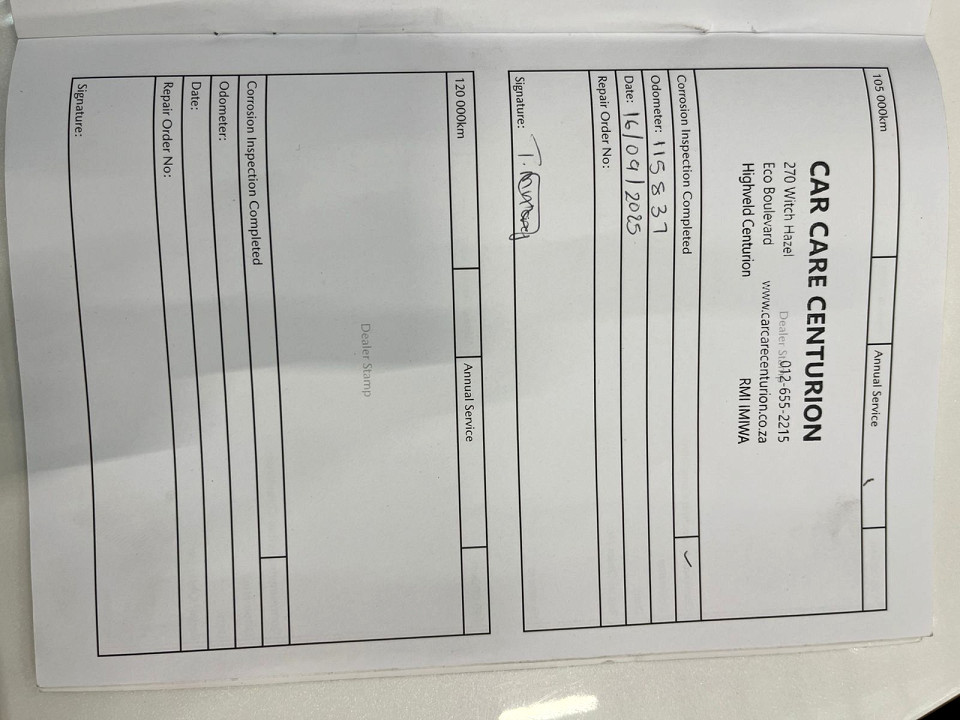 105 000km Annual Service
CAR CARE CENTURION
270 Witch Hazel Dealer 012-655-2215
Eco Boulevard www.carcarecenturion.co.za
Highveld Centurion RMI IMIWA
Corrosion Inspection Completed ✓
Odometer: 115 837
Date: 16/09/2025
Repair Order No:
Signature:
120 000km Annual Service
Dealer Stamp
Corrosion Inspection Completed
Odometer:
Date:
Repair Order No:
Signature: